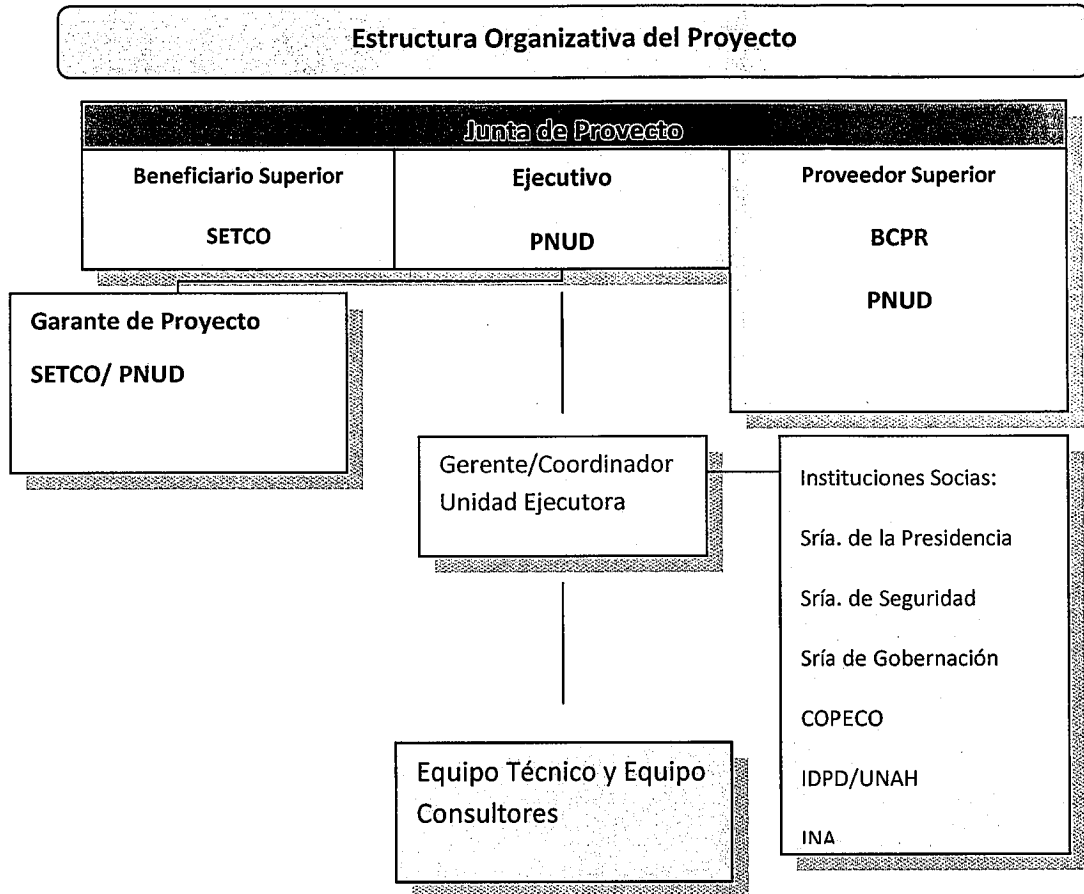 Estructura Organizativa del Proyecto
Junta de Proyecto
Beneficiario Superior
SETCO
Ejecutivo
PNUD
Proveedor Superior
BCPR
PNUD
Garante de Proyecto
SETCO/ PNUD
Gerente/Coordinador
Unidad Ejecutora
Instituciones Socias:
Sría. de la Presidencia
Sría. de Seguridad
Sría de Gobernación
COPECO
IDPD/UNAH
INA
Equipo Técnico y Equipo
Consultores